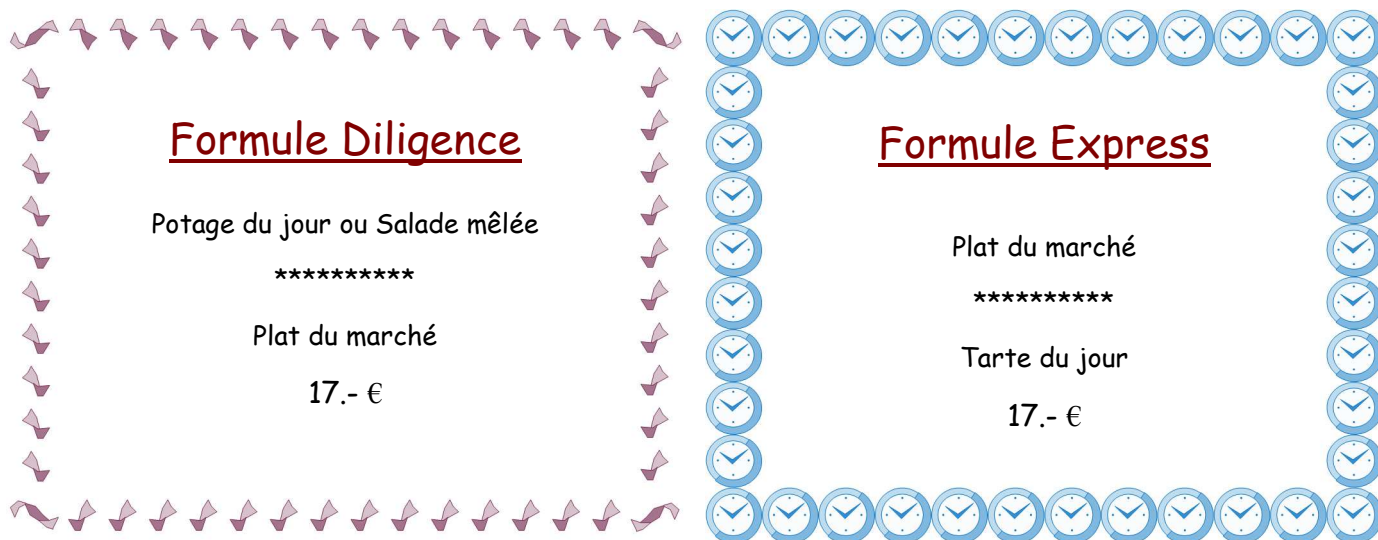 Formule Diligence
Potage du jour ou Salade mêlée
**********
Plat du marché
17.- €
Formule Express
Plat du marché
**********
Tarte du jour
17.- €